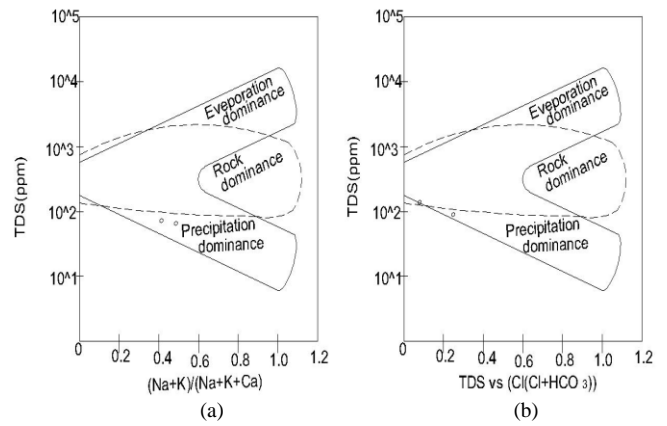 10^5
10^4
10^3
10^2
10^1
TDS(ppm)
Eveporation
dominance
Rock
dominance
Precipitation
dominance
0
0.2
0.4
0.6
0.8
1.0
1.2
(Na+K)/(Na+K+Ca)
(a)
10^5
10^4
10^3
10^2
10^1
TDS(ppm)
Eveporation
dominance
Rock
dominance
Precipitation
dominance
0
0.2
0.4
0.6
0.8
1.0
1.2
TDS vs (Cl(Cl+HCO 3))
(b)